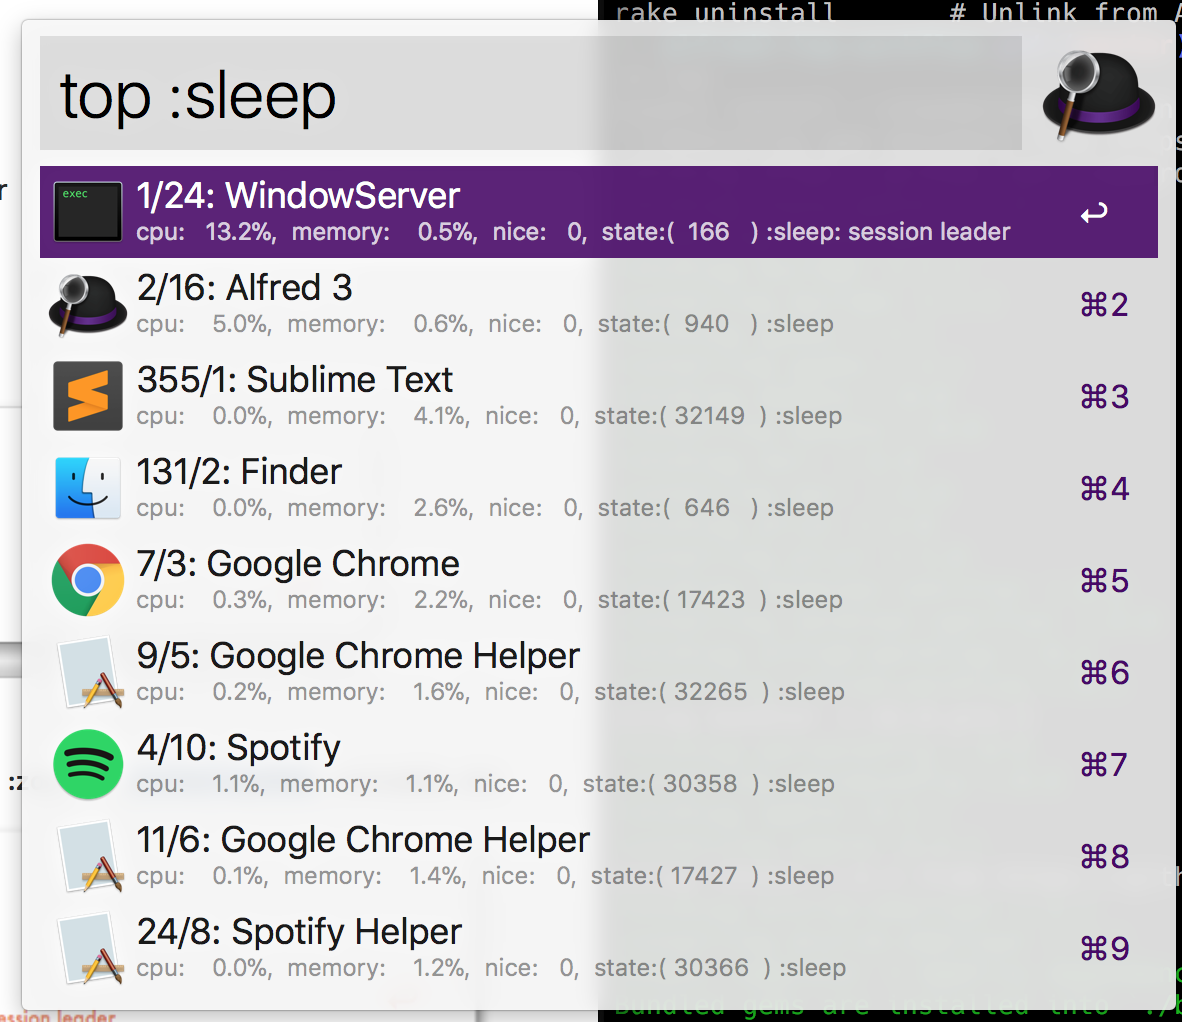 rake uninstall # Unlink from A
top :sleep
exec
1/24: WindowServer
cpu: 13.2%, memory: 0.5%, nice: 0, state:( 166 ) :sleep: session leader
2/16: Alfred 3
cpu: 5.0%, memory: 0.6%, nice: 0, state:( 940 ) :sleep
⌘2
355/1: Sublime Text
cpu: 0.0%, memory: 4.1%, nice: 0, state:( 32149 ) :sleep
⌘3
131/2: Finder
cpu: 0.0%, memory: 2.6%, nice: 0, state:( 646 ) :sleep
⌘4
7/3: Google Chrome
cpu: 0.3%, memory: 2.2%, nice: 0, state:( 17423 ) :sleep
⌘5
9/5: Google Chrome Helper
cpu: 0.2%, memory: 1.6%, nice: 0, state:( 32265 ) :sleep
⌘6
4/10: Spotify
cpu: 1.1%, memory: 1.1%, nice: 0, state:( 30358 ) :sleep
⌘7
11/6: Google Chrome Helper
cpu: 0.1%, memory: 1.4%, nice: 0, state:( 17427 ) :sleep
⌘8
24/8: Spotify Helper
cpu: 0.0%, memory: 1.2%, nice: 0, state:( 30366 ) :sleep
⌘9
Bundled gems are installed into
ession leader